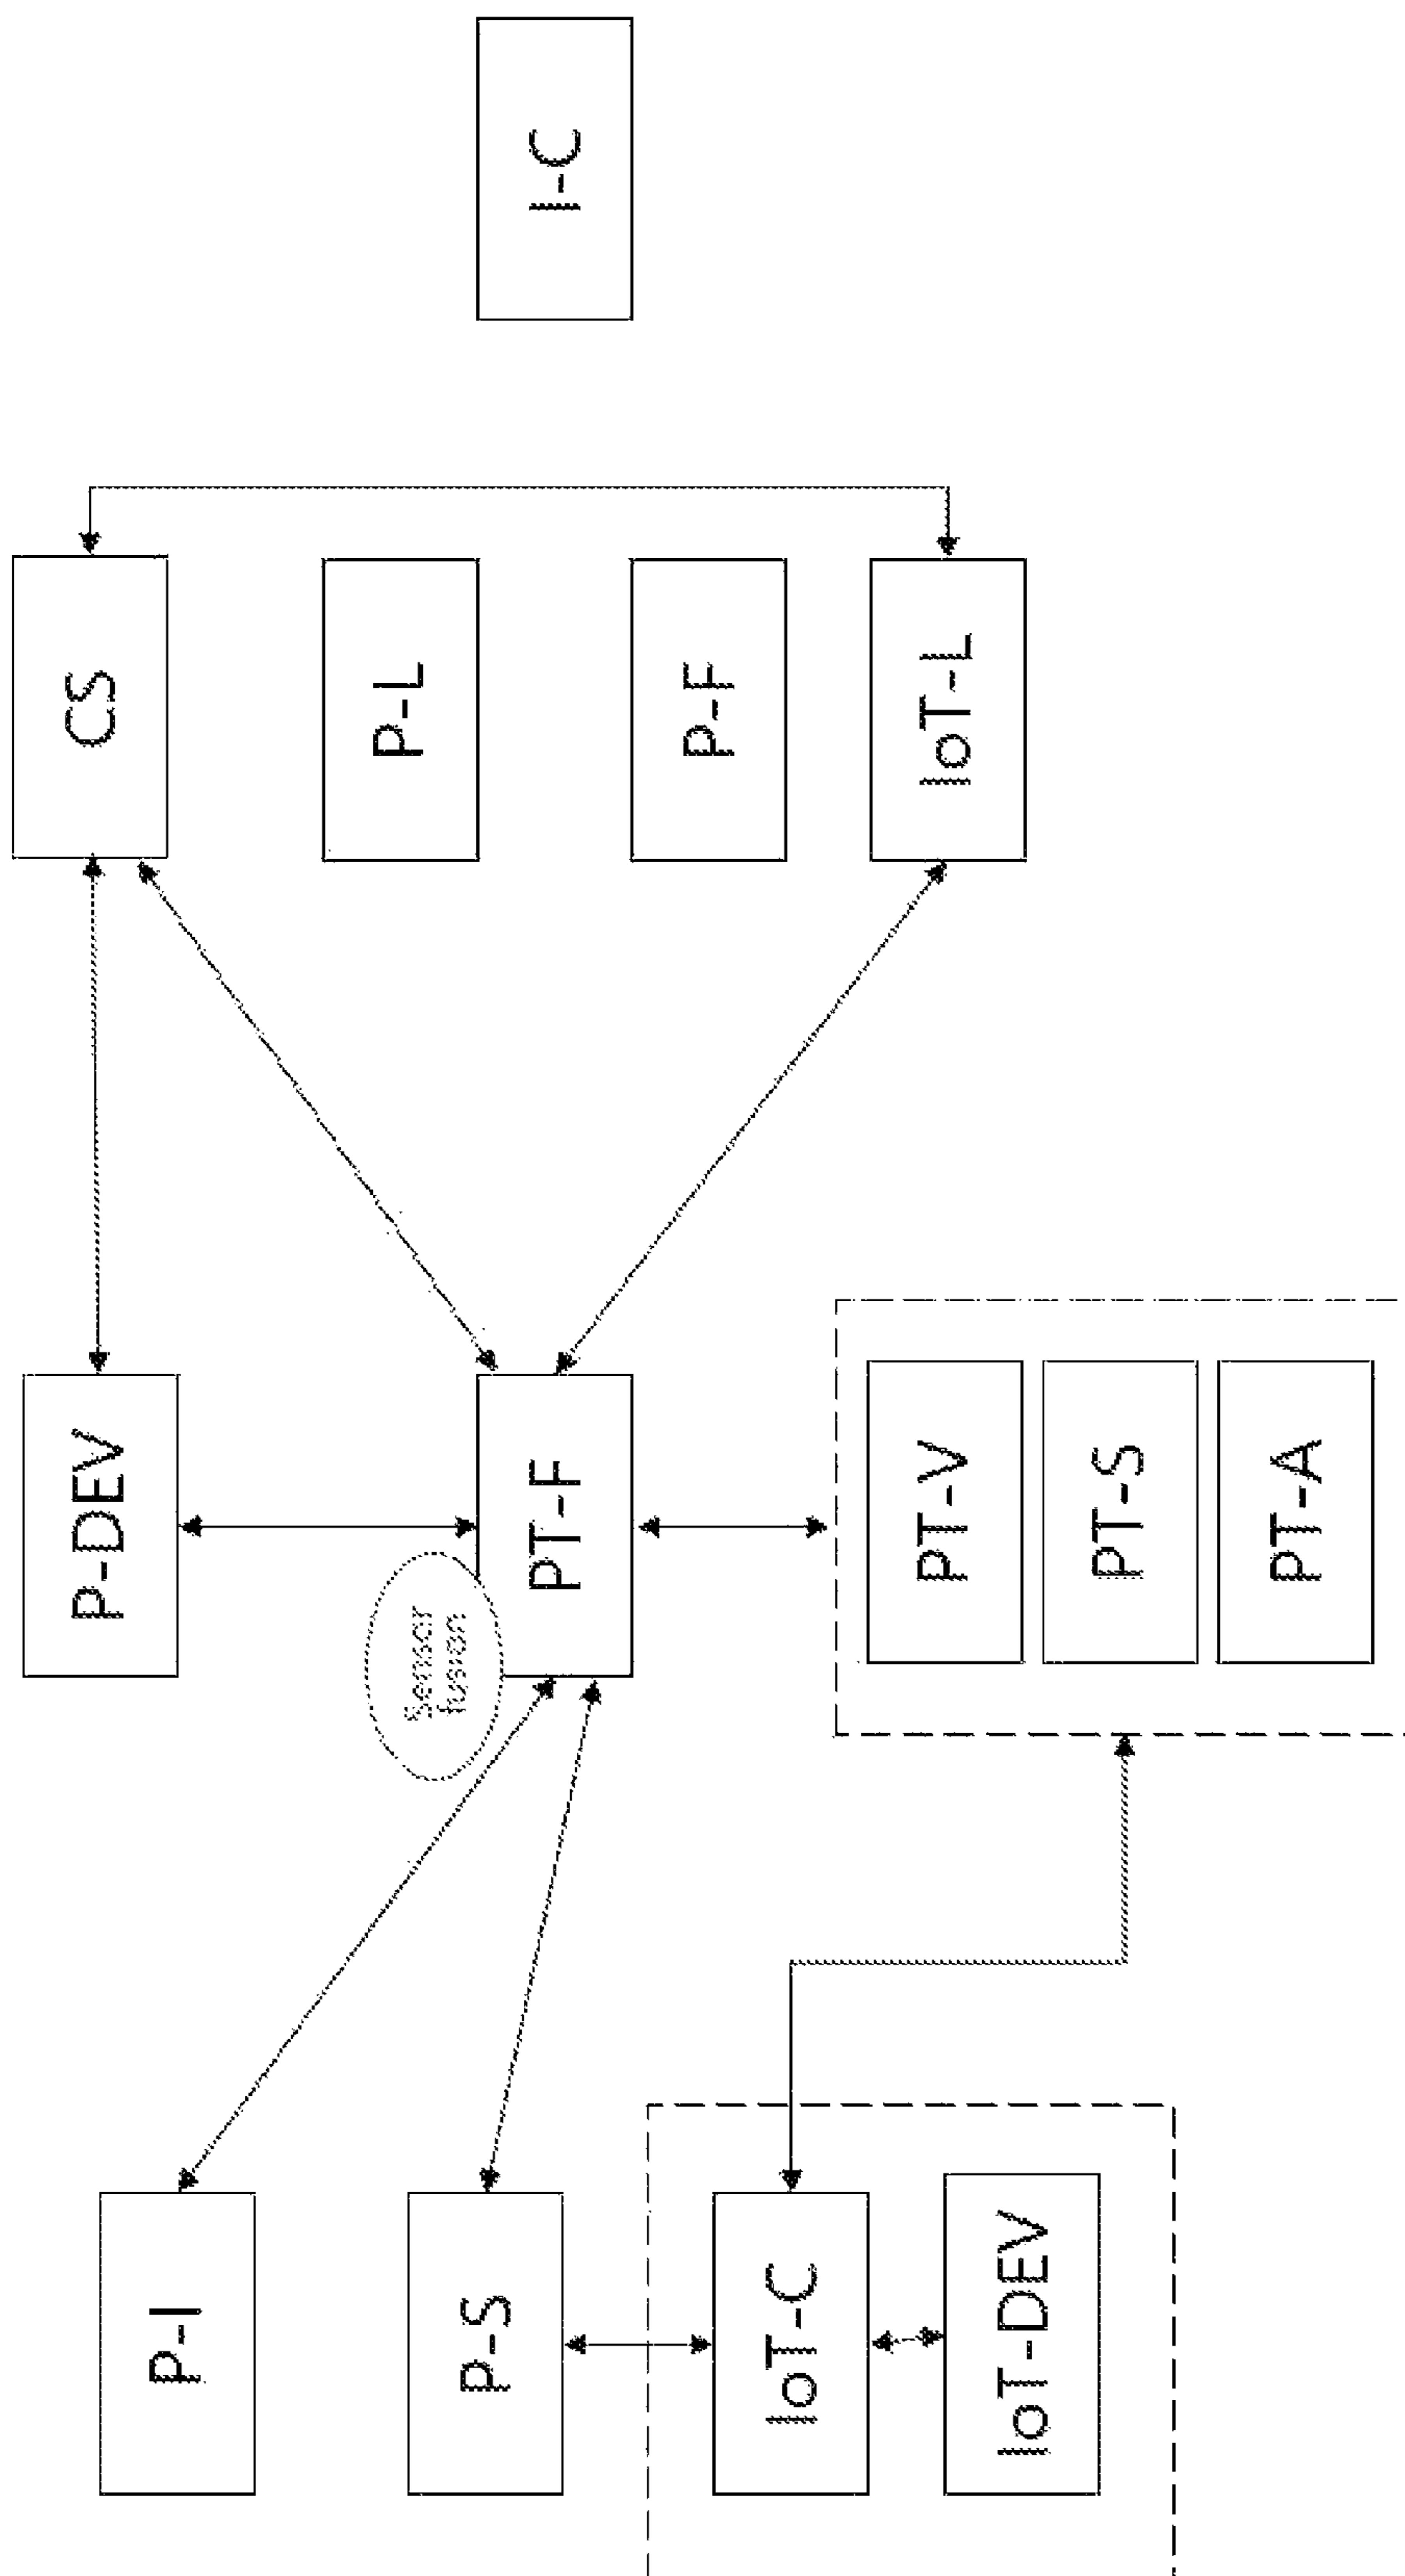 P-I
P-DEV
CS
P-S
Sensor
fusion
PT-F
P-L
I-C
IoT-C
P-F
IoT-DEV
PT-V
IoT-L
PT-S
PT-A